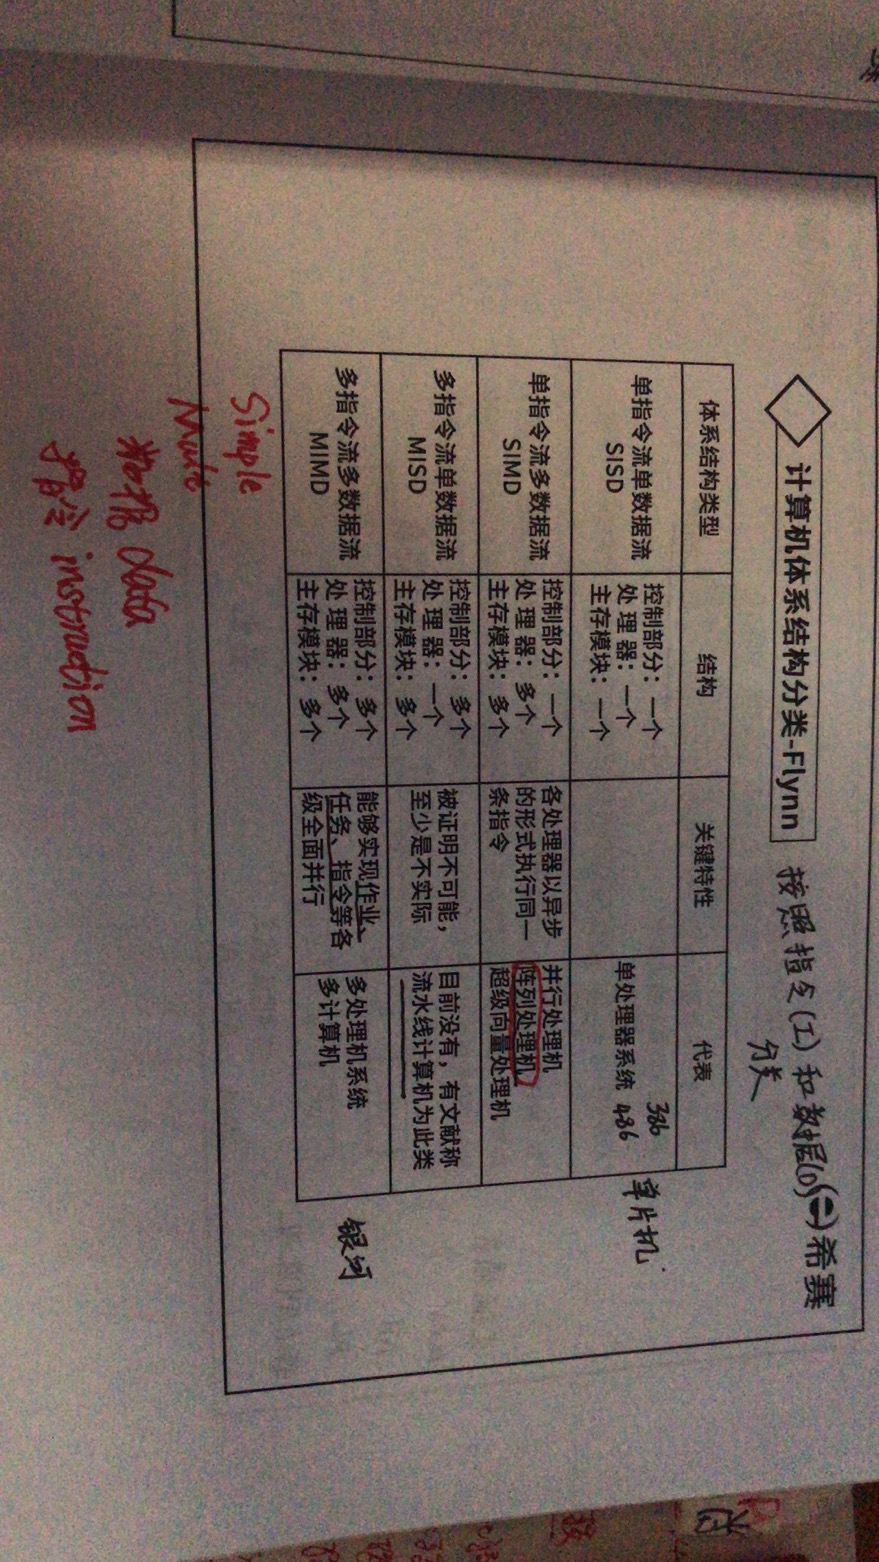 计算机体系结构分类-Flynn
按照指令(I)和数据(D)
分类
希赛
体系结构类型 结构 关键特性 代表
单指令流单数据流
SISD
控制部分：一个
处 理 器：一个
主存模块：一个
386
单处理器系统 486
单片机
单指令流多数据流
SIMD
控制部分：一个
处 理 器：多个
主存模块：多个
各处理器以异步
的形式执行同一
条指令
并行处理机
阵列处理机
超级向量处理机
多指令流单数据流
MISD
控制部分：多个
处 理 器：一个
主存模块：多个
被证明不可能，
至少是不实际
目前没有，有文献称
流水线计算机为此类
多指令流多数据流
MIMD
控制部分：多个
处 理 器：多个
主存模块：多个
能够实现作业、
任务、指令等各
级全面并行
多处理机系统
多计算机
银河
Simple
Mult
数据 data
指令 instruction